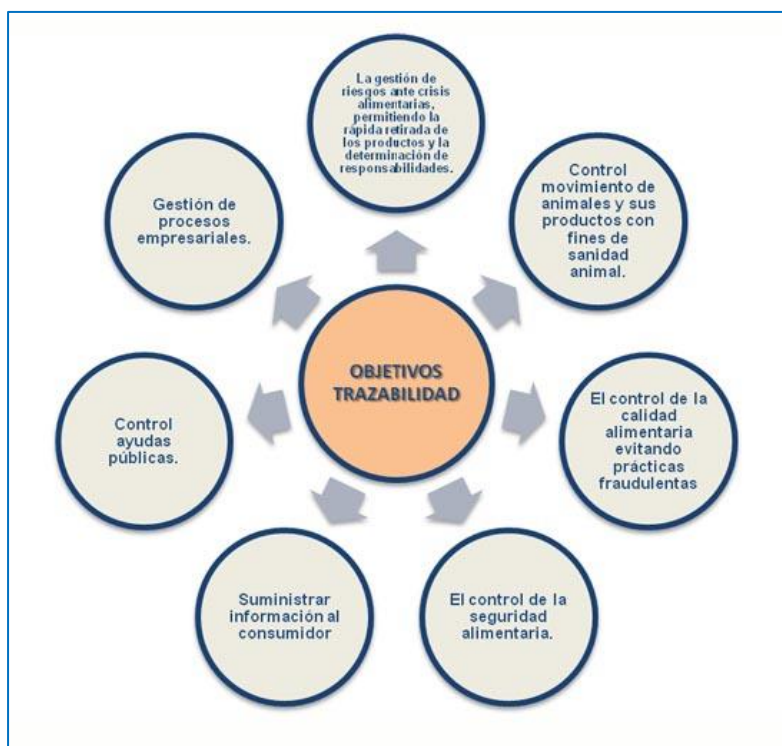 La gestión de
riesgos ante crisis
alimentarias,
permitiendo la
rápida retirada de
los productos y la
determinación de
responsabilidades.
Control
movimiento de
animales y sus
productos con
fines de
sanidad
animal.
El control de la
calidad
alimentaria
evitando
prácticas
fraudulentas
El control de la
seguridad
alimentaria.
Suministrar
información al
consumidor
Control
ayudas
públicas.
Gestión de
procesos
empresariales.
OBJETIVOS
TRAZABILIDAD